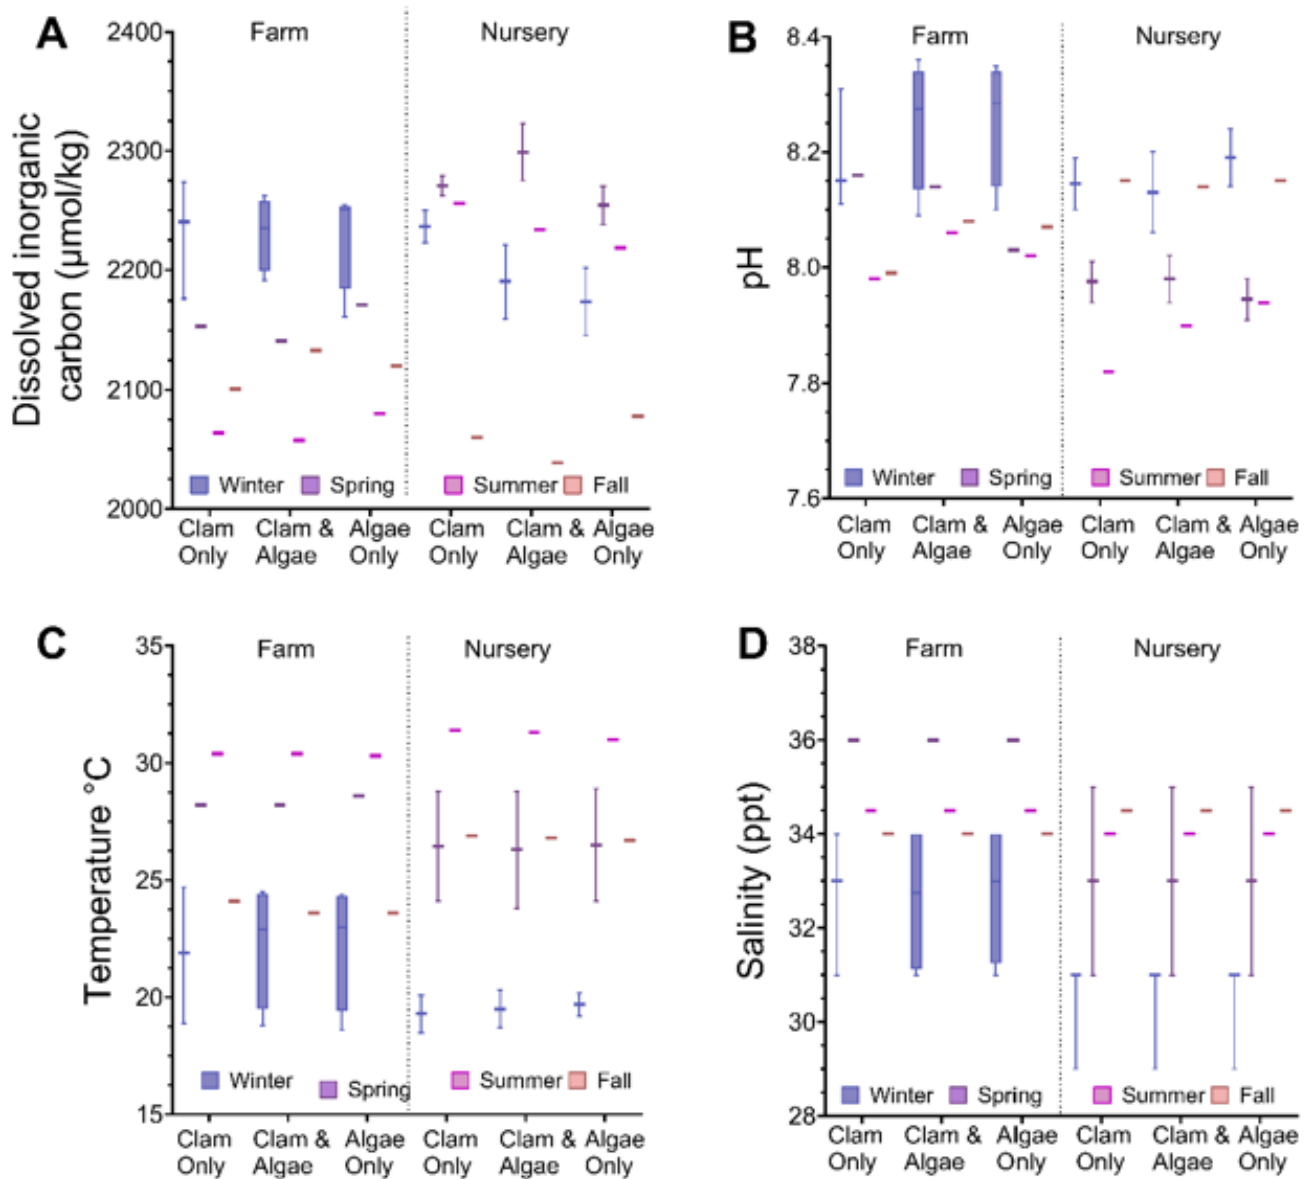 A
Farm
Nursery
Dissolved inorganic
carbon (µmol/kg)
2400
2300
2200
2100
2000
Winter
Spring
Summer
Fall
Clam
Only
Clam &
Algae
Algae
Only
Clam
Only
Clam &
Algae
Algae
Only
B
Farm
Nursery
pH
8.4
8.2
8.0
7.8
7.6
Winter
Spring
Summer
Fall
Clam
Only
Clam &
Algae
Algae
Only
Clam
Only
Clam &
Algae
Algae
Only
C
Farm
Nursery
Temperature °C
35
30
25
20
15
Winter
Spring
Summer
Fall
Clam
Only
Clam &
Algae
Algae
Only
Clam
Only
Clam &
Algae
Algae
Only
D
Farm
Nursery
Salinity (ppt)
38
36
34
32
30
28
Winter
Spring
Summer
Fall
Clam
Only
Clam &
Algae
Algae
Only
Clam
Only
Clam &
Algae
Algae
Only